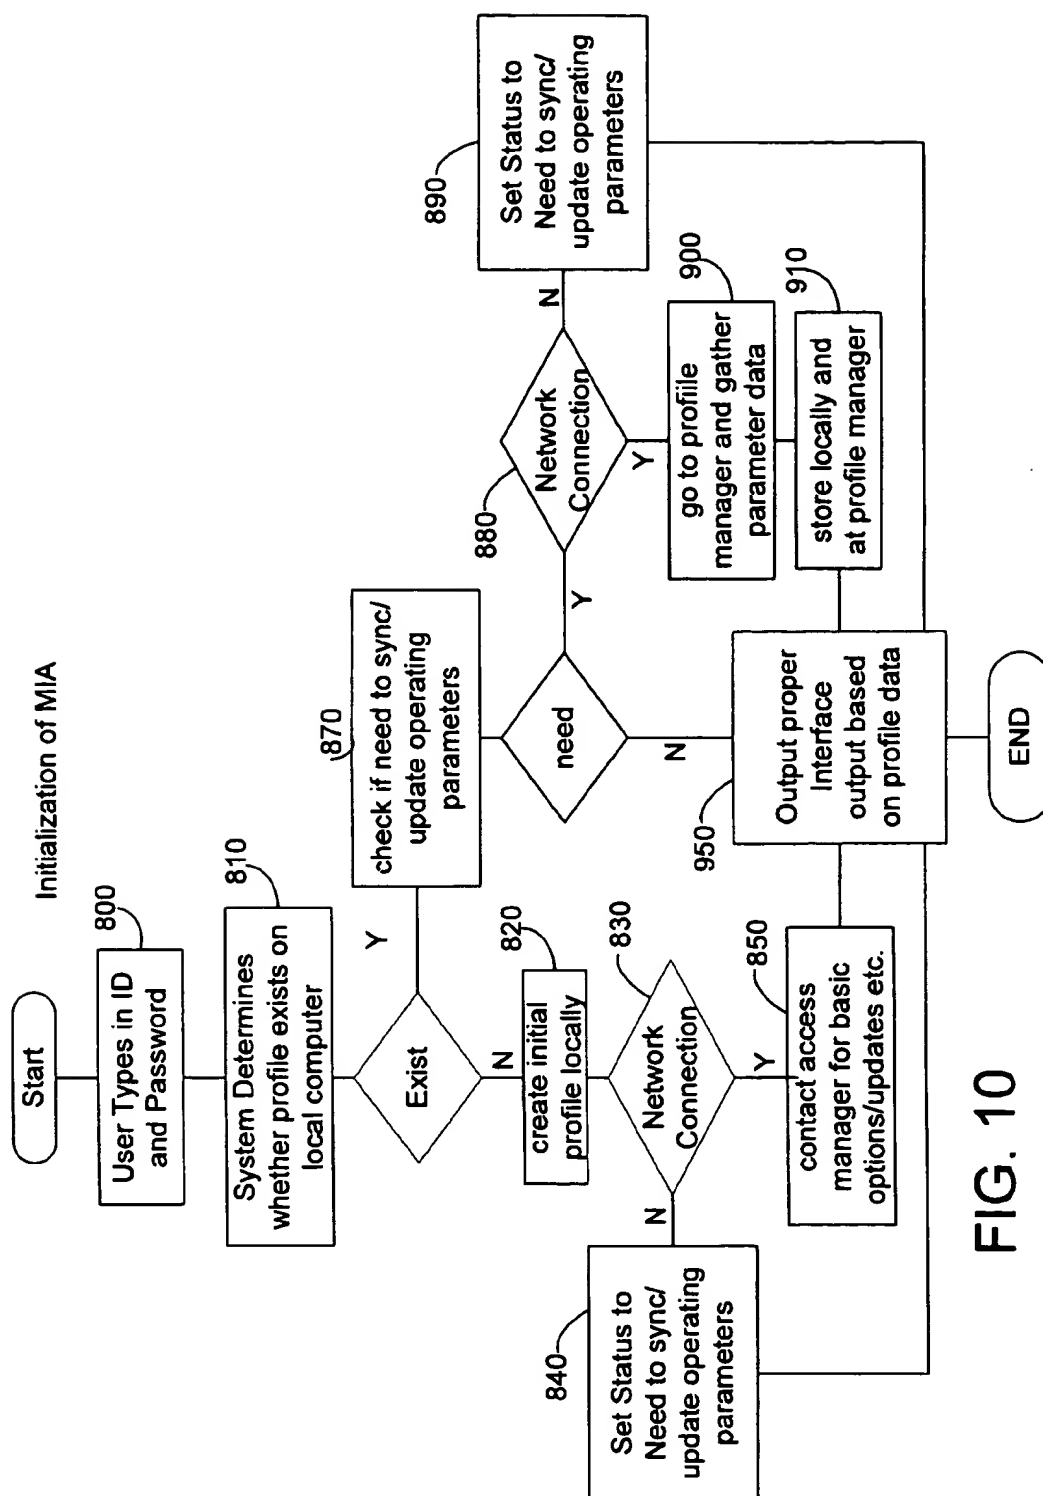 Initialization of MIA
Start
800
User Types in ID
and Password
810
System Determines
whether profile exists on
local computer
Exist
Y
N
870
check if need to sync/
update operating
parameters
need
Y
N
880
Network
Connection
N
Y
890
Set Status to
Need to sync/
update operating
parameters
900
go to profiile
manager and gather
parameter data
910
store locally and
at profile manager
820
create initial
profile locally
830
Network
Connection
N
Y
840
Set Status to
Need to sync/
update operating
parameters
850
contact access
manager for basic
options/updates etc.
950
Output proper
Interface
output based
on profile data
END
FIG. 10